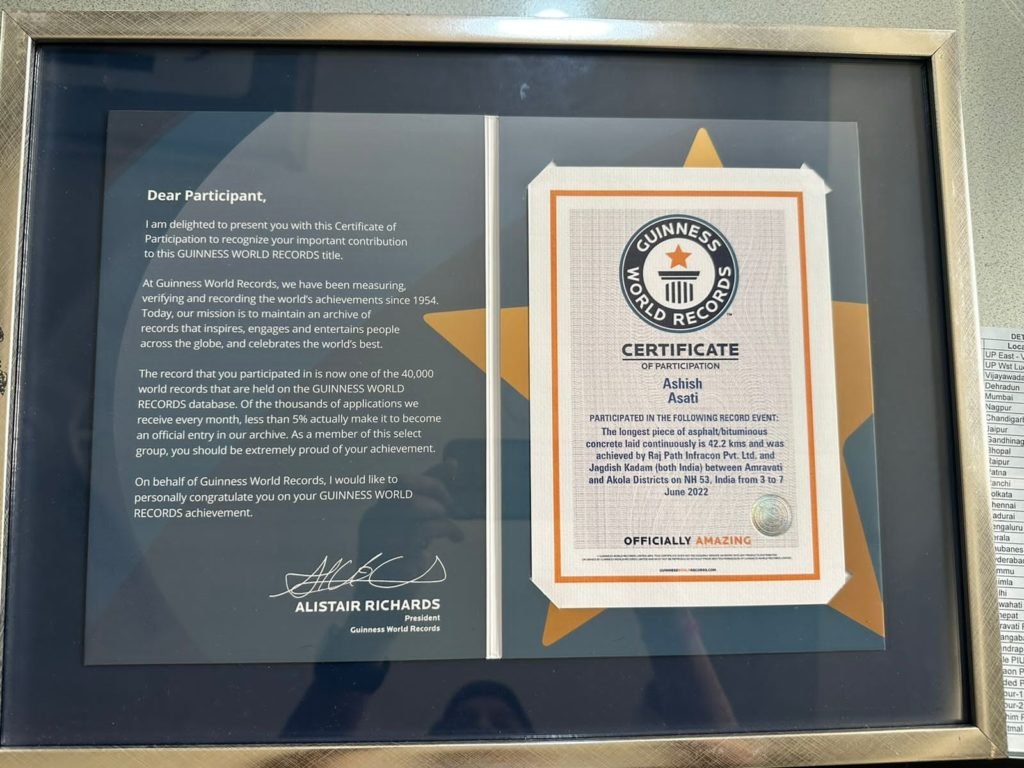 Dear Participant,
I am delighted to present you with this Certificate of
Participation to recognize your important contribution
to this GUINNESS WORLD RECORDS title.
At Guinness World Records, we have been measuring,
verifying and recording the world's achievements since 1954.
Today, our mission is to maintain an archive of
records that inspires, engages and entertains people
across the globe, and celebrates the world's best.
The record that you participated in is now one of the 40,000
world records that are held on the GUINNESS WORLD
RECORDS database. Of the thousands of applications we
receive every month, less than 5% actually make it to become
an official entry in our archive. As a member of this select
group, you should be extremely proud of your achievement.
On behalf of Guinness World Records, I would like to
personally congratulate you on your GUINNESS WORLD
RECORDS achievement.
ALISTAIR RICHARDS
President
Guinness World Records
GUINNESS
WORLD RECORDS
CERTIFICATE
OF PARTICIPATION
Ashish
Asati
PARTICIPATED IN THE FOLLOWING RECORD EVENT:
The longest piece of asphalt/bituminous
concrete laid continuously is 42.2 kms and was
achieved by Raj Path Infracon Pvt. Ltd. and
Jagdish Kadam (both India) between Amravati
and Akola Districts on NH 53, India from 3 to 7
June 2022
OFFICIALLY AMAZING
GUINNESSWORLDRECORDS.COM
UP East -
UP Wst
Vijayawada
Dehradun
Mumbai
Nagpur